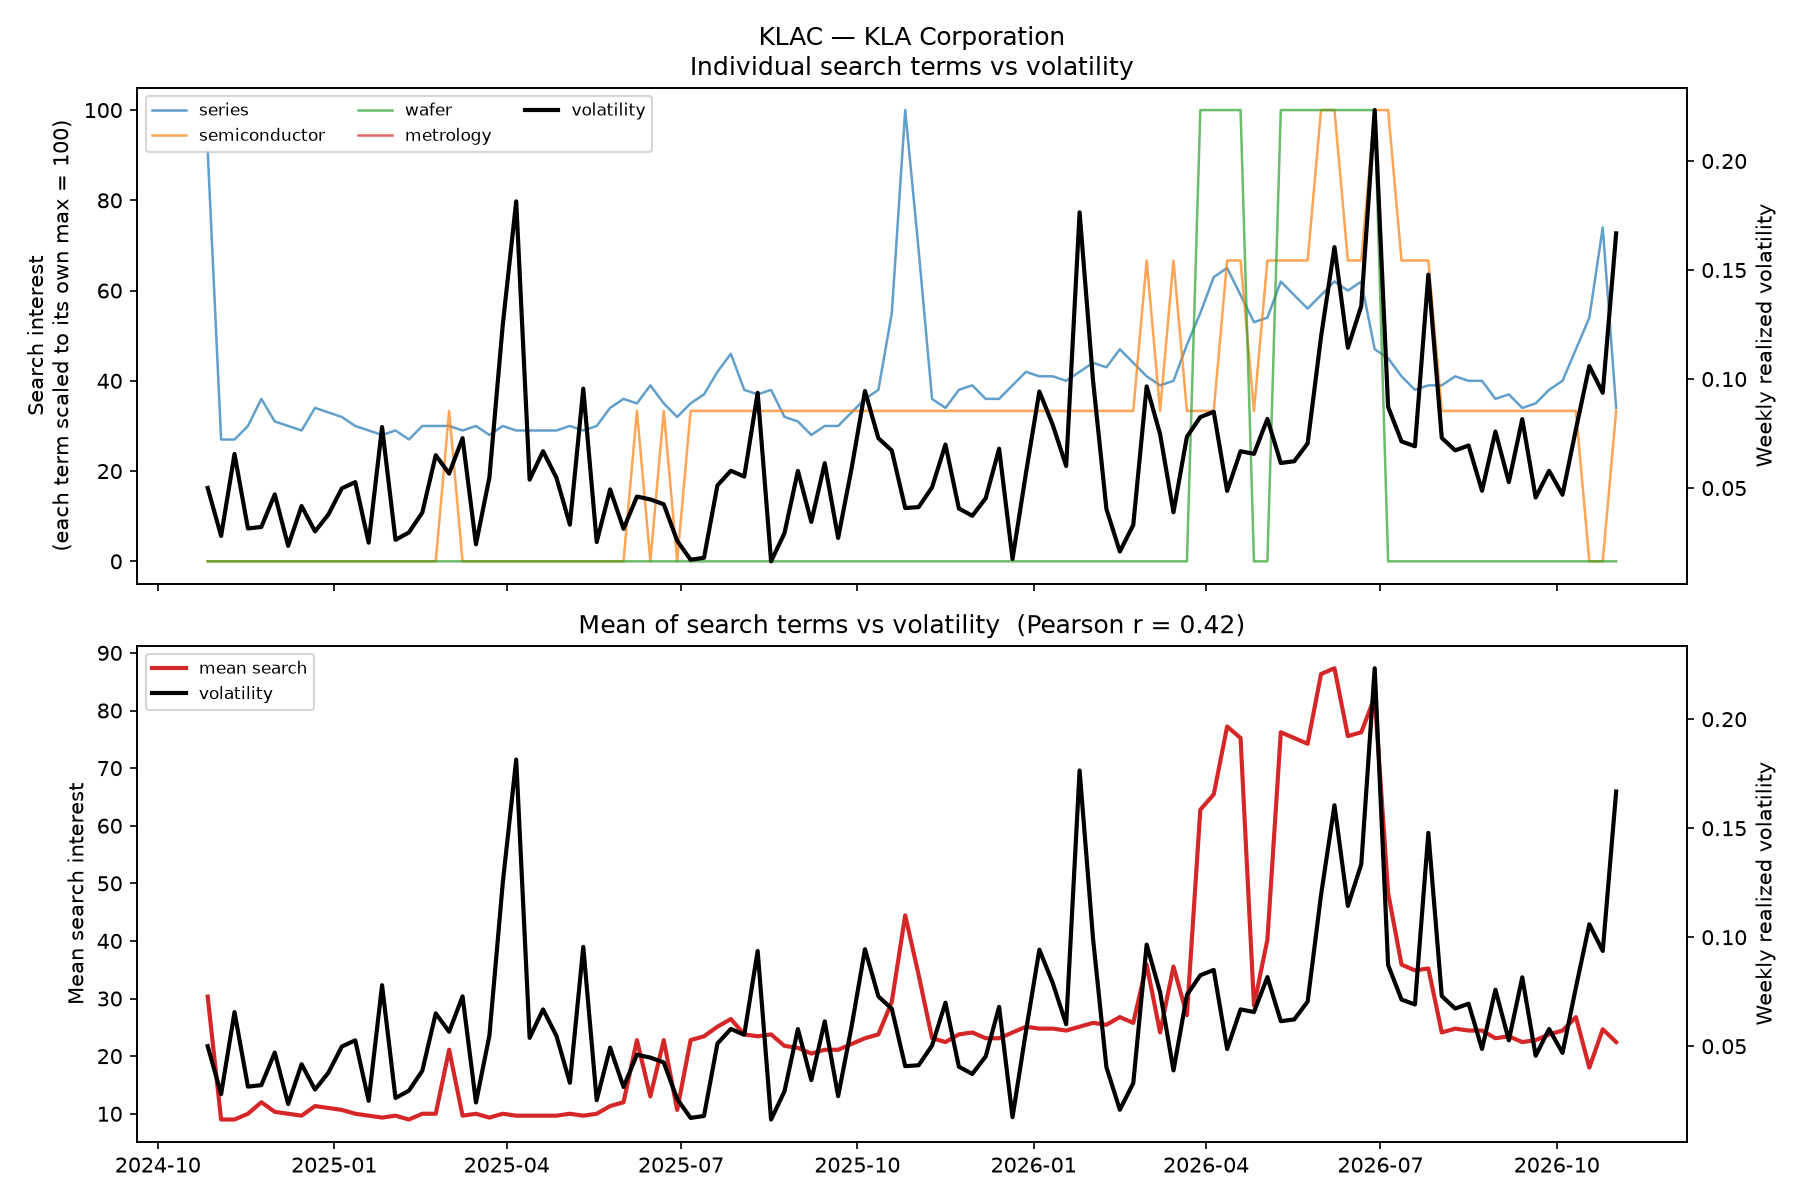 KLAC — KLA Corporation
Individual search terms vs volatility
series
semiconductor
wafer
metrology
volatility
Search interest
(each term scaled to its own max = 100)
100
80
60
40
20
0
Weekly realized volatility
0.20
0.15
0.10
0.05
Mean of search terms vs volatility (Pearson r = 0.42)
mean search
volatility
Mean search interest
90
80
70
60
50
40
30
20
10
Weekly realized volatility
0.20
0.15
0.10
0.05
2024-10
2025-01
2025-04
2025-07
2025-10
2026-01
2026-04
2026-07
2026-10